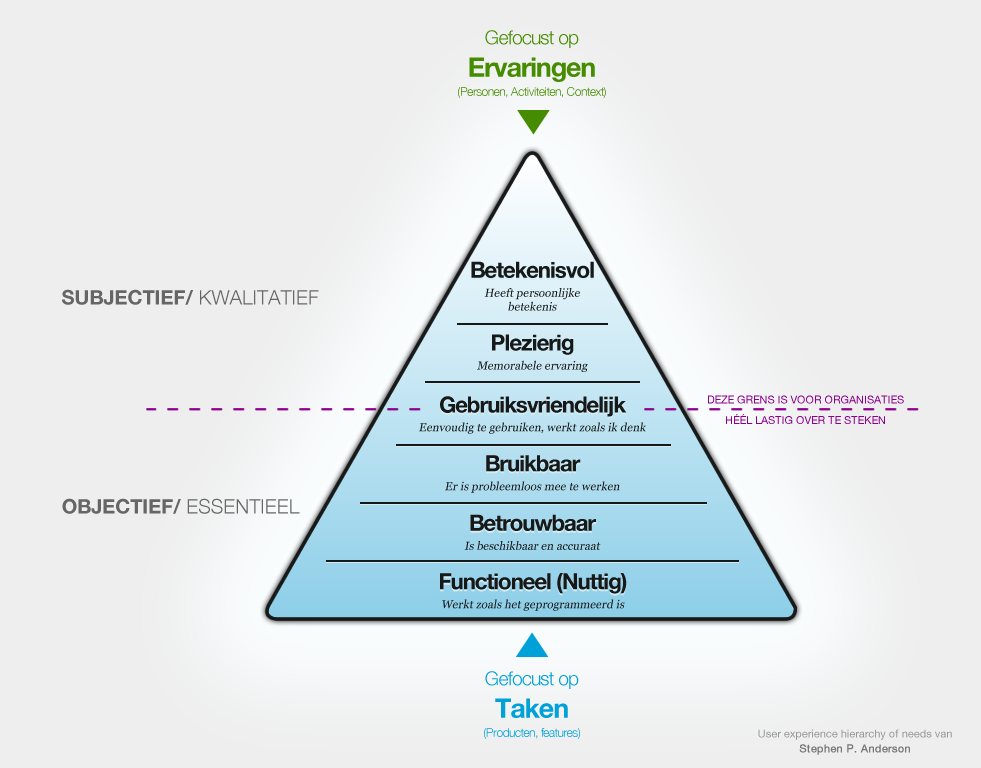 Gefocust op
Ervaringen
(Personen, Activiteiten, Context)
Betekenisvol
Heeft persoonlijke
betekenis
SUBJECTIEF/ KWALITATIEF
Plezierig
Memorabele ervaring
DEZE GRENS IS VOOR ORGANISATIES
HÉÉL LASTIG OVER TE STEKEN
Gebruiksvriendelijk
Eenvoudig te gebruiken, werkt zoals ik denk
Bruikbaar
Er is probleemloos mee te werken
OBJECTIEF/ ESSENTIEEL
Betrouwbaar
Is beschikbaar en accuraat
Functioneel (Nuttig)
Werkt zoals het geprogrammeerd is
Gefocust op
Taken
(Producten, features)
User experience hierarchy of needs van
Stephen P. Anderson